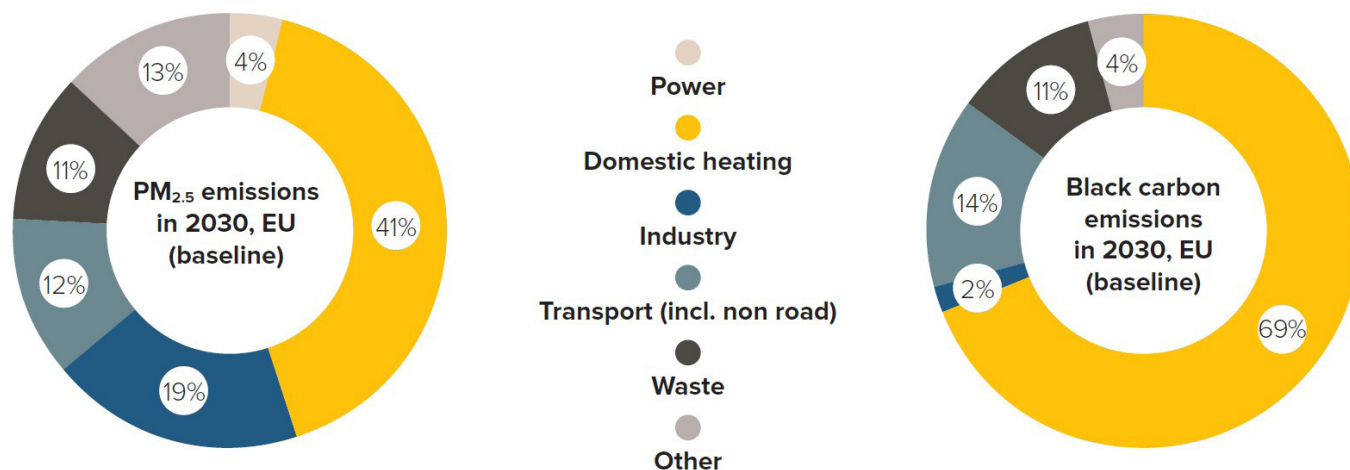 4%
41%
19%
12%
11%
13%
PM₂.₅ emissions
in 2030, EU
(baseline)
Power
Domestic heating
Industry
Transport (incl. non road)
Waste
Other
69%
2%
14%
11%
4%
Black carbon
emissions
in 2030, EU
(baseline)